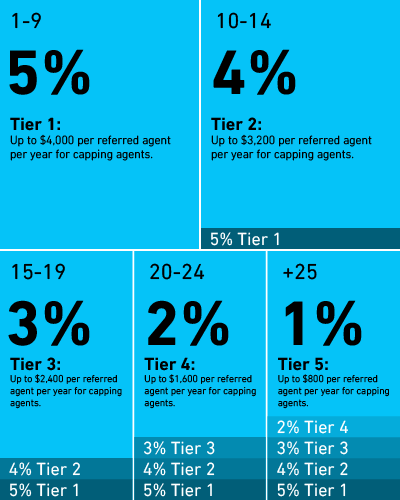 1-9
5%
Tier 1:
Up to $4,000 per referred agent
per year for capping agents.
10-14
4%
Tier 2:
Up to $3,200 per referred agent
per year for capping agents.
5% Tier 1
15-19
3%
Tier 3:
Up to $2,400 per referred
agent per year for capping
agents.
4% Tier 2
5% Tier 1
20-24
2%
Tier 4:
Up to $1,600 per referred
agent per year for capping
agents.
3% Tier 3
4% Tier 2
5% Tier 1
+25
1%
Tier 5:
Up to $800 per referred
agent per year for capping
agents.
2% Tier 4
3% Tier 3
4% Tier 2
5% Tier 1